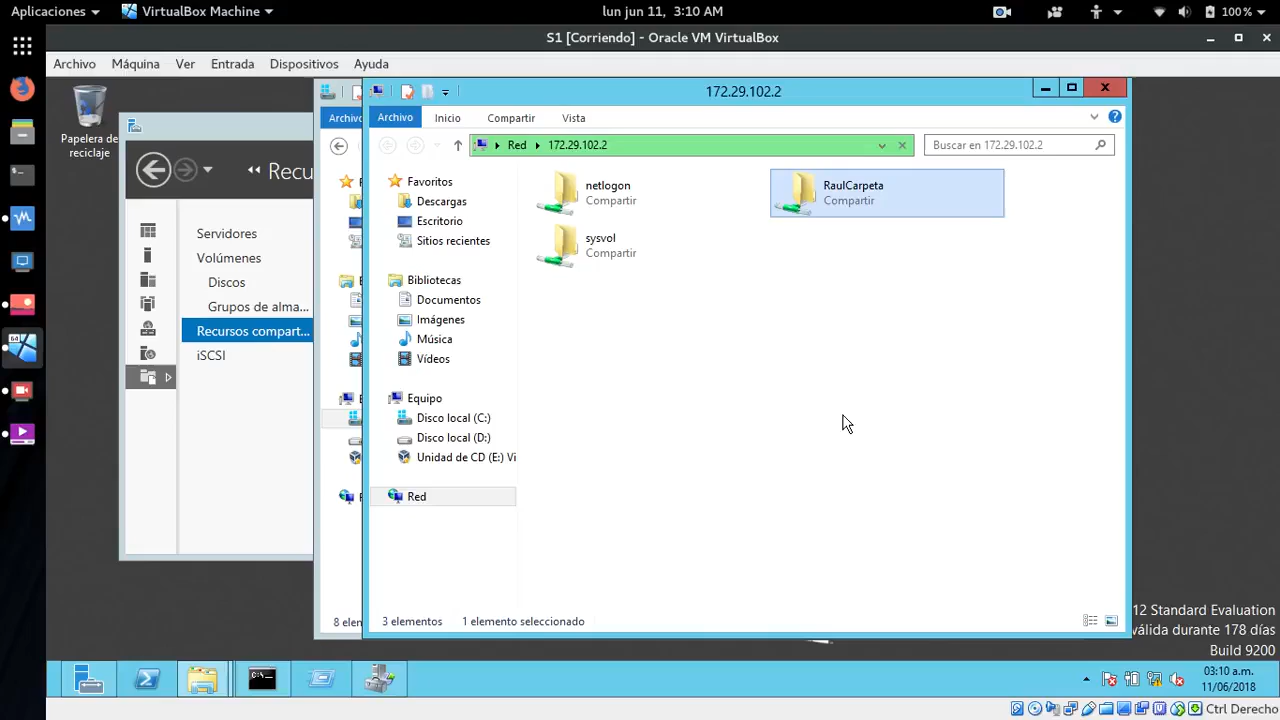 Aplicaciones
VirtualBox Machine
lun jun 11, 3:10 AM
100%
S1 [Corriendo] - Oracle VM VirtualBox
Archivo
Máquina
Ver
Entrada
Dispositivos
Ayuda
Papelera de
reciclaje
Recu
Servidores
Volúmenes
Discos
Grupos de alma...
Recursos compart...
iSCSI
Archivo
8 elen
172.29.102.2
Archivo
Inicio
Compartir
Vista
Red
172.29.102.2
Buscar en 172.29.102.2
Favoritos
Descargas
Escritorio
Sitios recientes
Bibliotecas
Documentos
Imágenes
Música
Vídeos
Equipo
Disco local (C:)
Disco local (D:)
Unidad de CD (E:) Vi
Red
netlogon
Compartir
RaulCarpeta
Compartir
sysvol
Compartir
3 elementos
1 elemento seleccionado
12 Standard Evaluation
válida durante 178 días
Build 9200
03:10 a.m.
11/06/2018
Ctrl Derecho